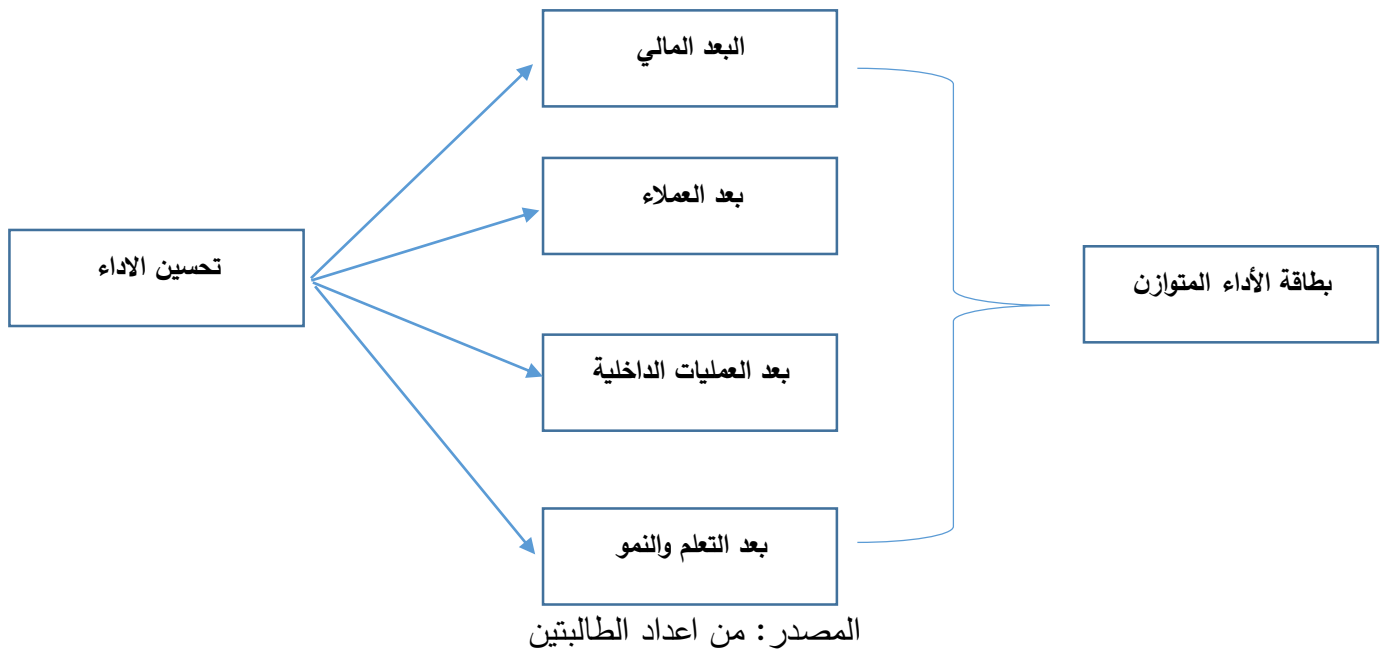 البعد المالي
بعد العملاء
تحسين الاداء
بطاقة الأداء المتوازن
بعد العمليات الداخلية
بعد التعلم والنمو
المصدر: من اعداد الطالبتين